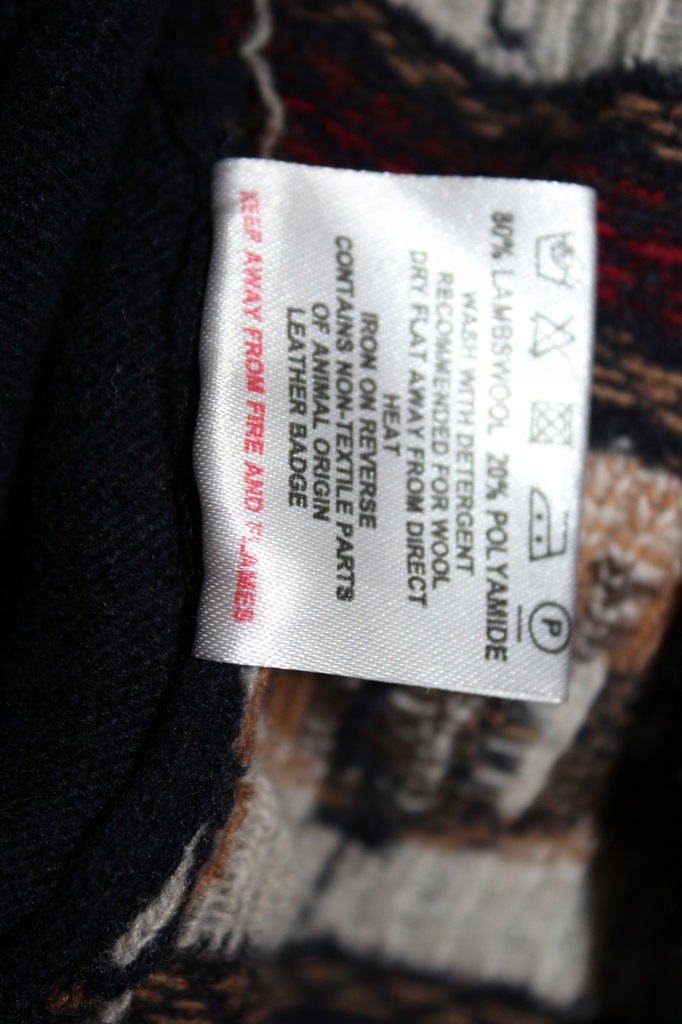 P
80% LAMBSWOOL 20% POLYAMIDE
WASH WITH DETERGENT
RECOMMENDED FOR WOOL
DRY FLAT AWAY FROM DIRECT
HEAT
IRON ON REVERSE
CONTAINS NON-TEXTILE PARTS
OF ANIMAL ORIGIN
LEATHER BADGE
KEEP AWAY FROM FIRE AND FLAMES